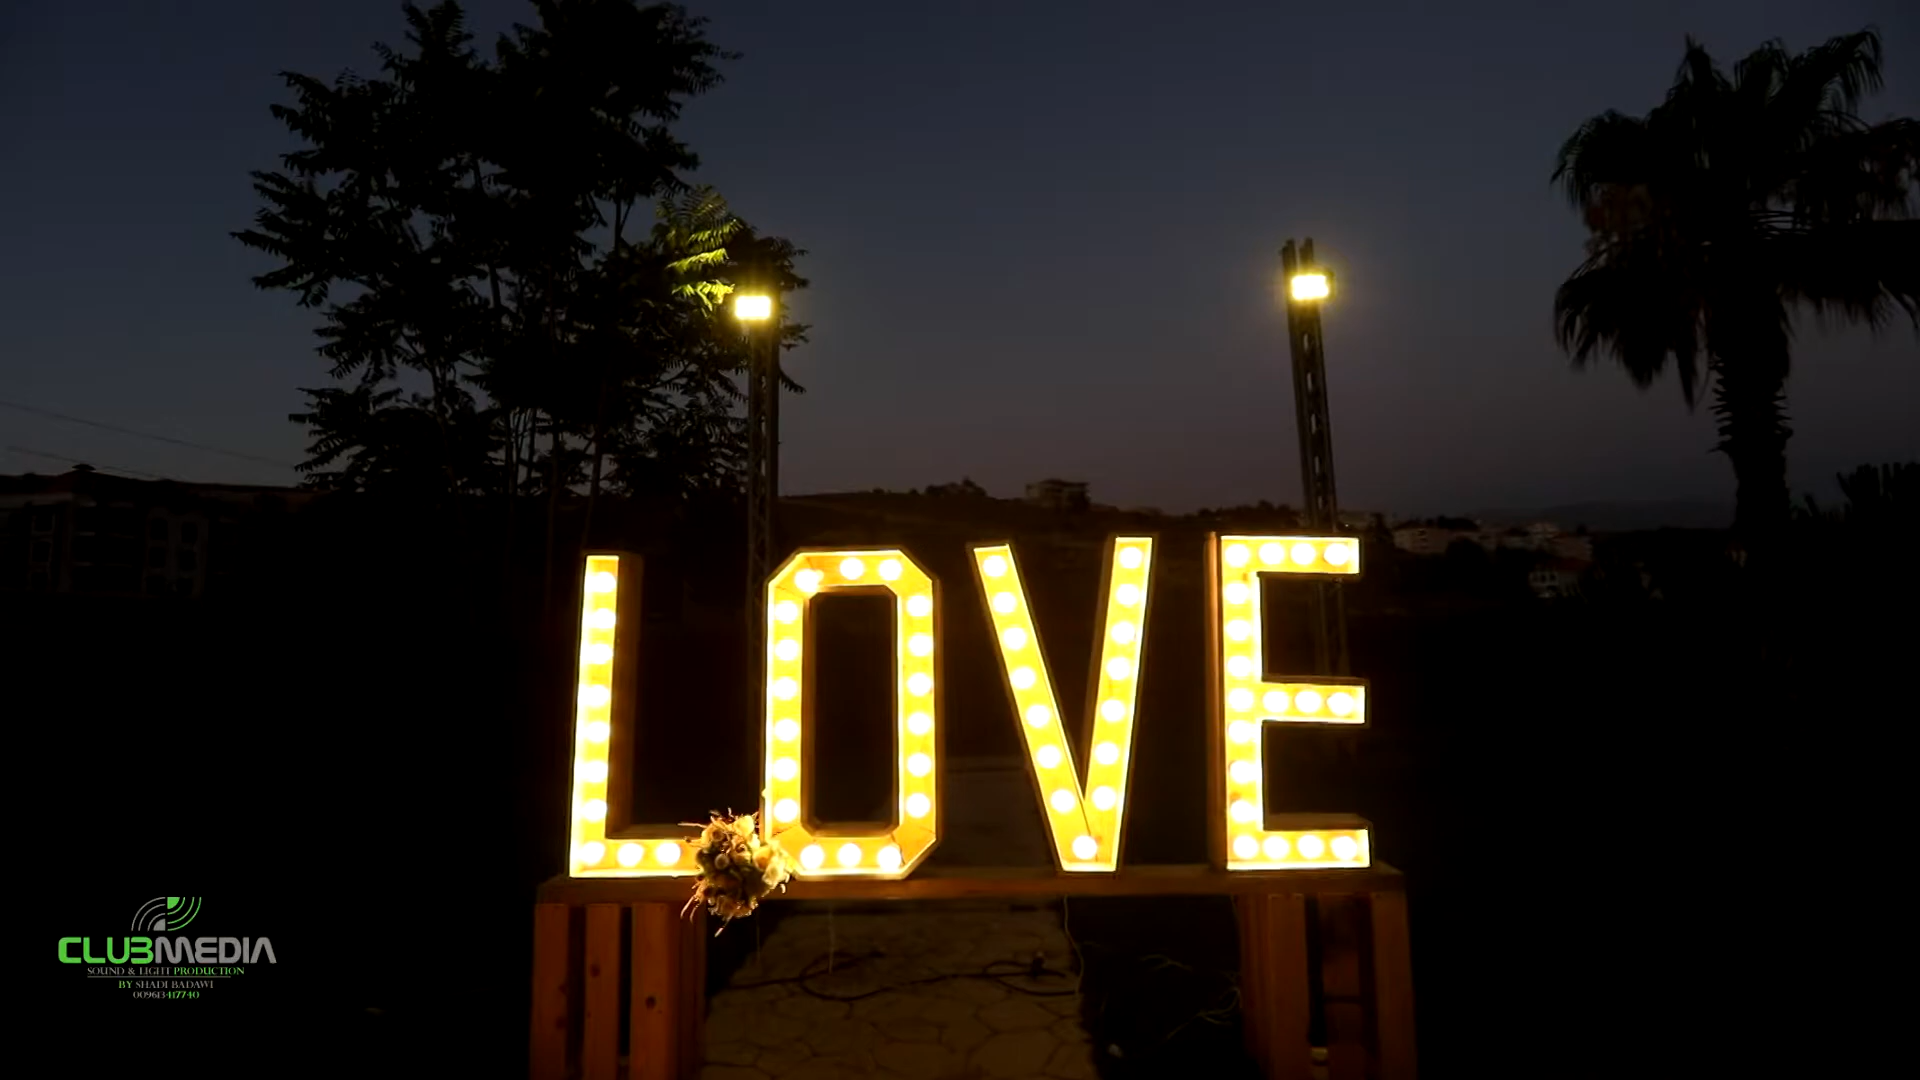 LOVE
CLUBMEDIA
SOUND & LIGHT PRODUCTION
BY SHADI BADAWI
009613417740